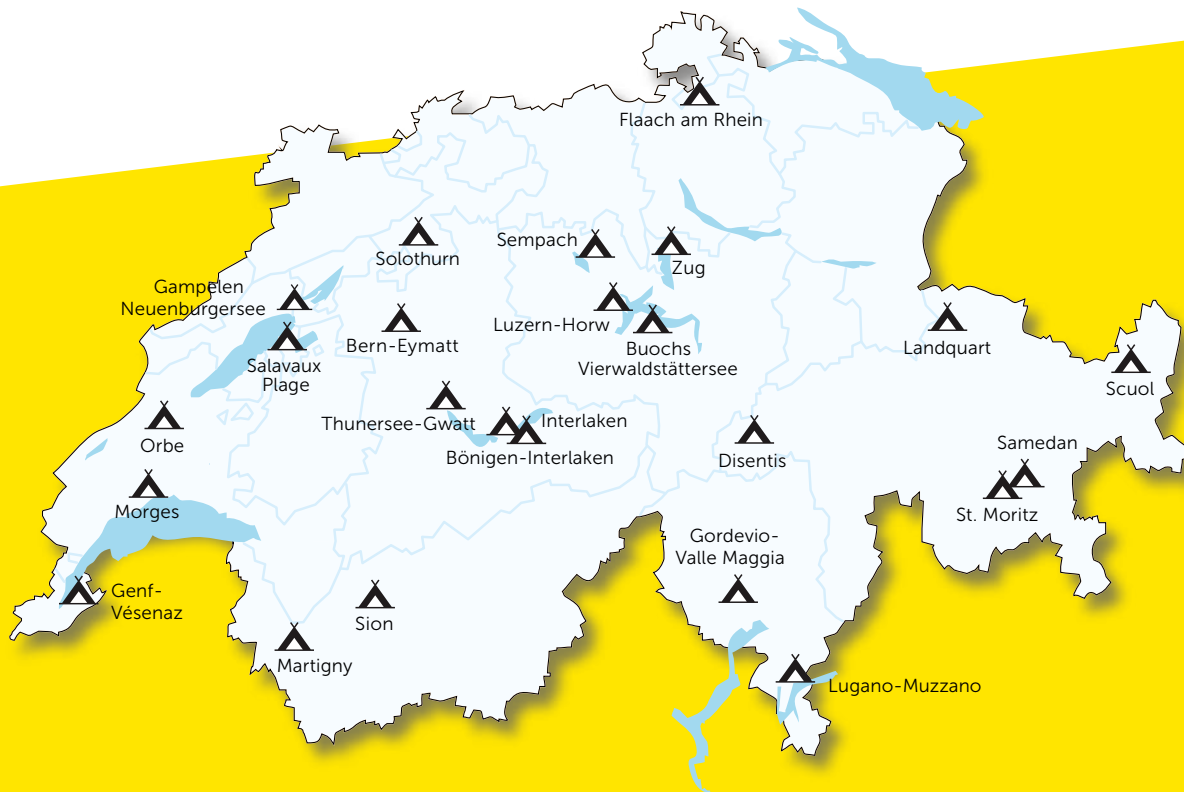 Flaach am Rhein
Solothurn
Sempach
Zug
Gampelen
Neuenburgersee
Luzern-Horw
Bern-Eymatt
Buochs
Vierwaldstättersee
Landquart
Salavaux
Plage
Scuol
Thunersee-Gwatt
Interlaken
Orbe
Bönigen-Interlaken
Disentis
Samedan
Morges
St. Moritz
Gordevio-
Valle Maggia
Genf-
Vésenaz
Sion
Martigny
Lugano-Muzzano